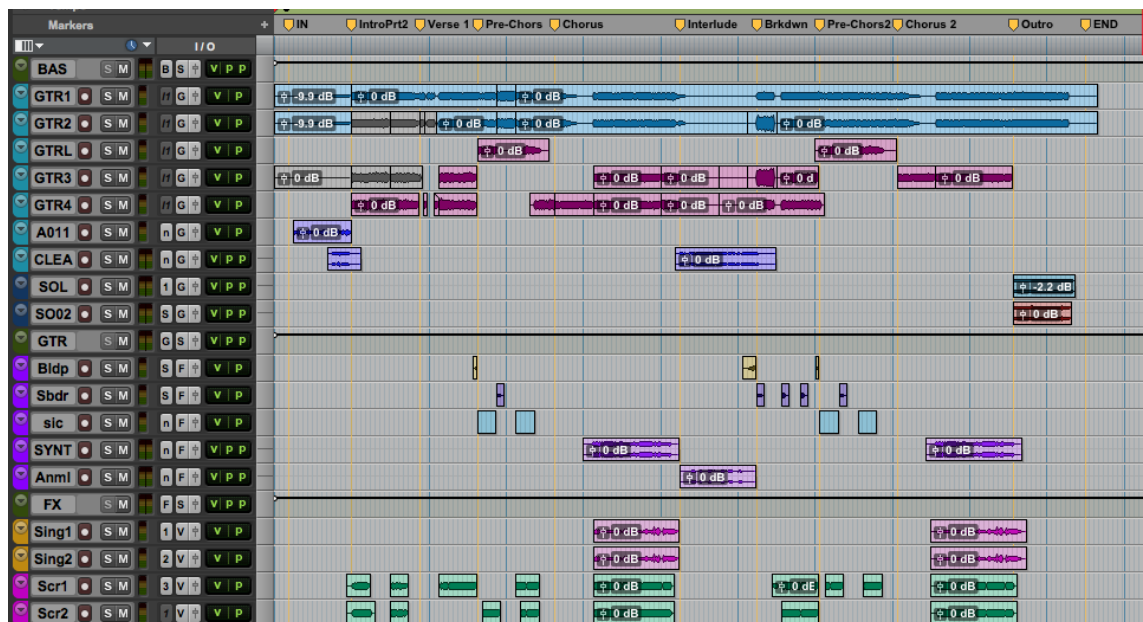 Markers + IN IntroPrt2 Verse 1 Pre-Chors Chorus Interlude Brkdwn Pre-Chors2 Chorus 2 Outro END
I/O
BAS S M B S V P P
GTR1 S M G V P -9.9 dB 0 dB 0 dB
GTR2 S M G V P -9.9 dB 0 dB 0 dB 0 dB
GTRL S M G V P 0 dB 0 dB
GTR3 S M G V P 0 dB 0 dB 0 dB 0 d 0 dB
GTR4 S M G V P 0 dB 0 dB 0 dB 0 dB
A011 S M n G V P P 0 dB
CLEA S M n G V P P 0 dB
SOL S M 1 G V P P -2.2 dB
SO02 S M S G V P P 0 dB
GTR S M G S V P P
Bldp S M S F V P P
Sbdr S M S F V P P
sic S M n F V P P
SYNT S M n F V P P 0 dB 0 dB
Anml S M n F V P P 0 dB
FX S M F S V P P
Sing1 S M 1 V V P 0 dB 0 dB
Sing2 S M 2 V V P 0 dB 0 dB
Scr1 S M 3 V V P 0 dB 0 dB 0 dB
Scr2 S M V V P 0 dB 0 dB